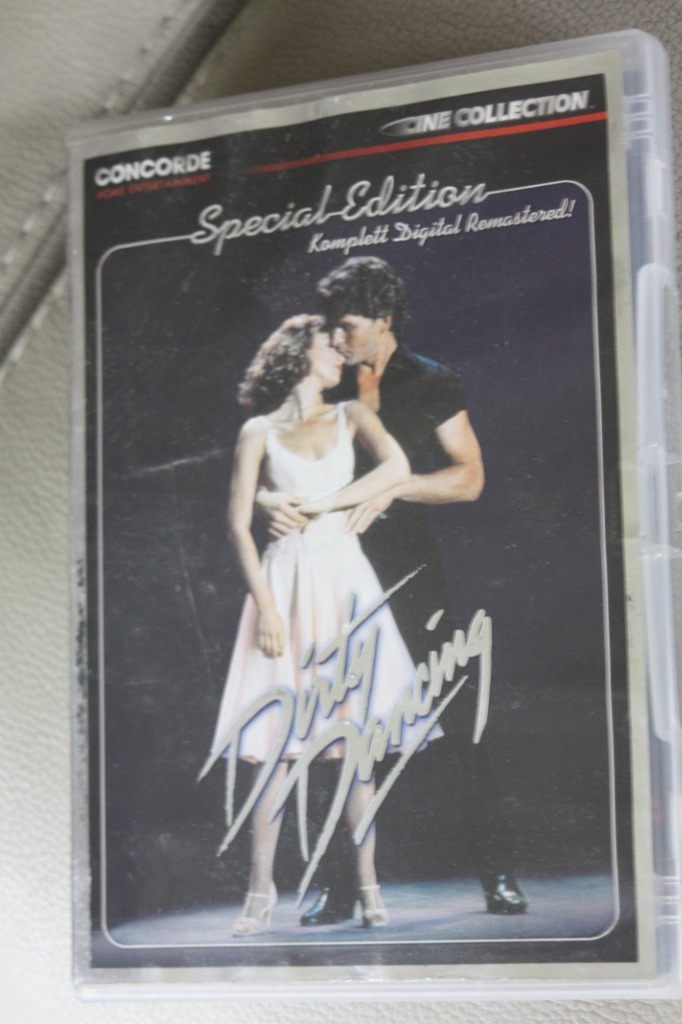 CINE COLLECTION
CONCORDE
HOME ENTERTAINMENT
Special Edition
Komplett Digital Remastered!
Dirty
Dancing